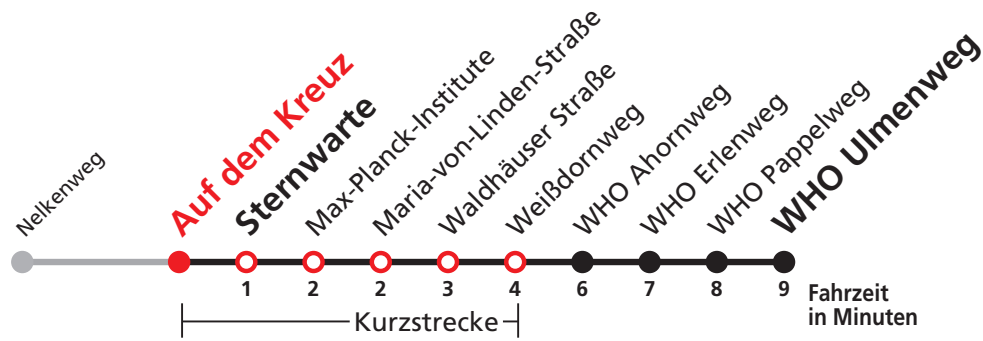 Nelkenweg
Auf dem Kreuz
Sternwarte
Max-Planck-Institute
Maria-von-Linden-Straße
Waldhäuser Straße
Weißdornweg
WHO Ahornweg
WHO Erlenweg
WHO Pappelweg
WHO Ulmenweg
1 2 2 3 4 6 7 8 9 Fahrzeit
in Minuten
Kurzstrecke